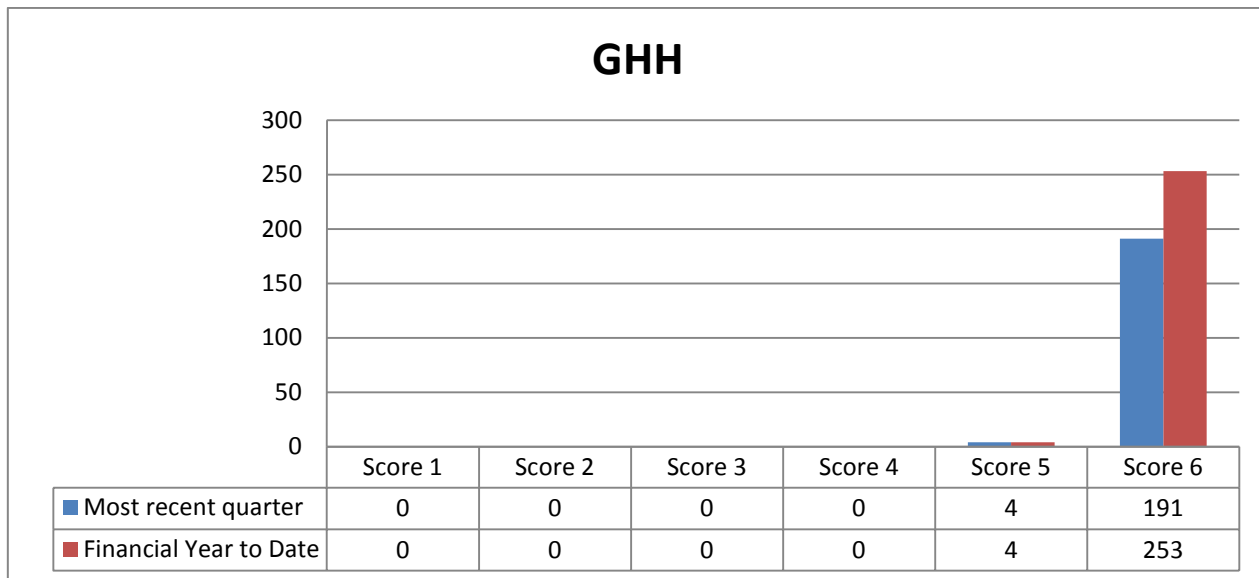 GHH
300
250
200
150
100
50
0
Score 1 Score 2 Score 3 Score 4 Score 5 Score 6
Most recent quarter 0 0 0 0 4 191
Financial Year to Date 0 0 0 0 4 253